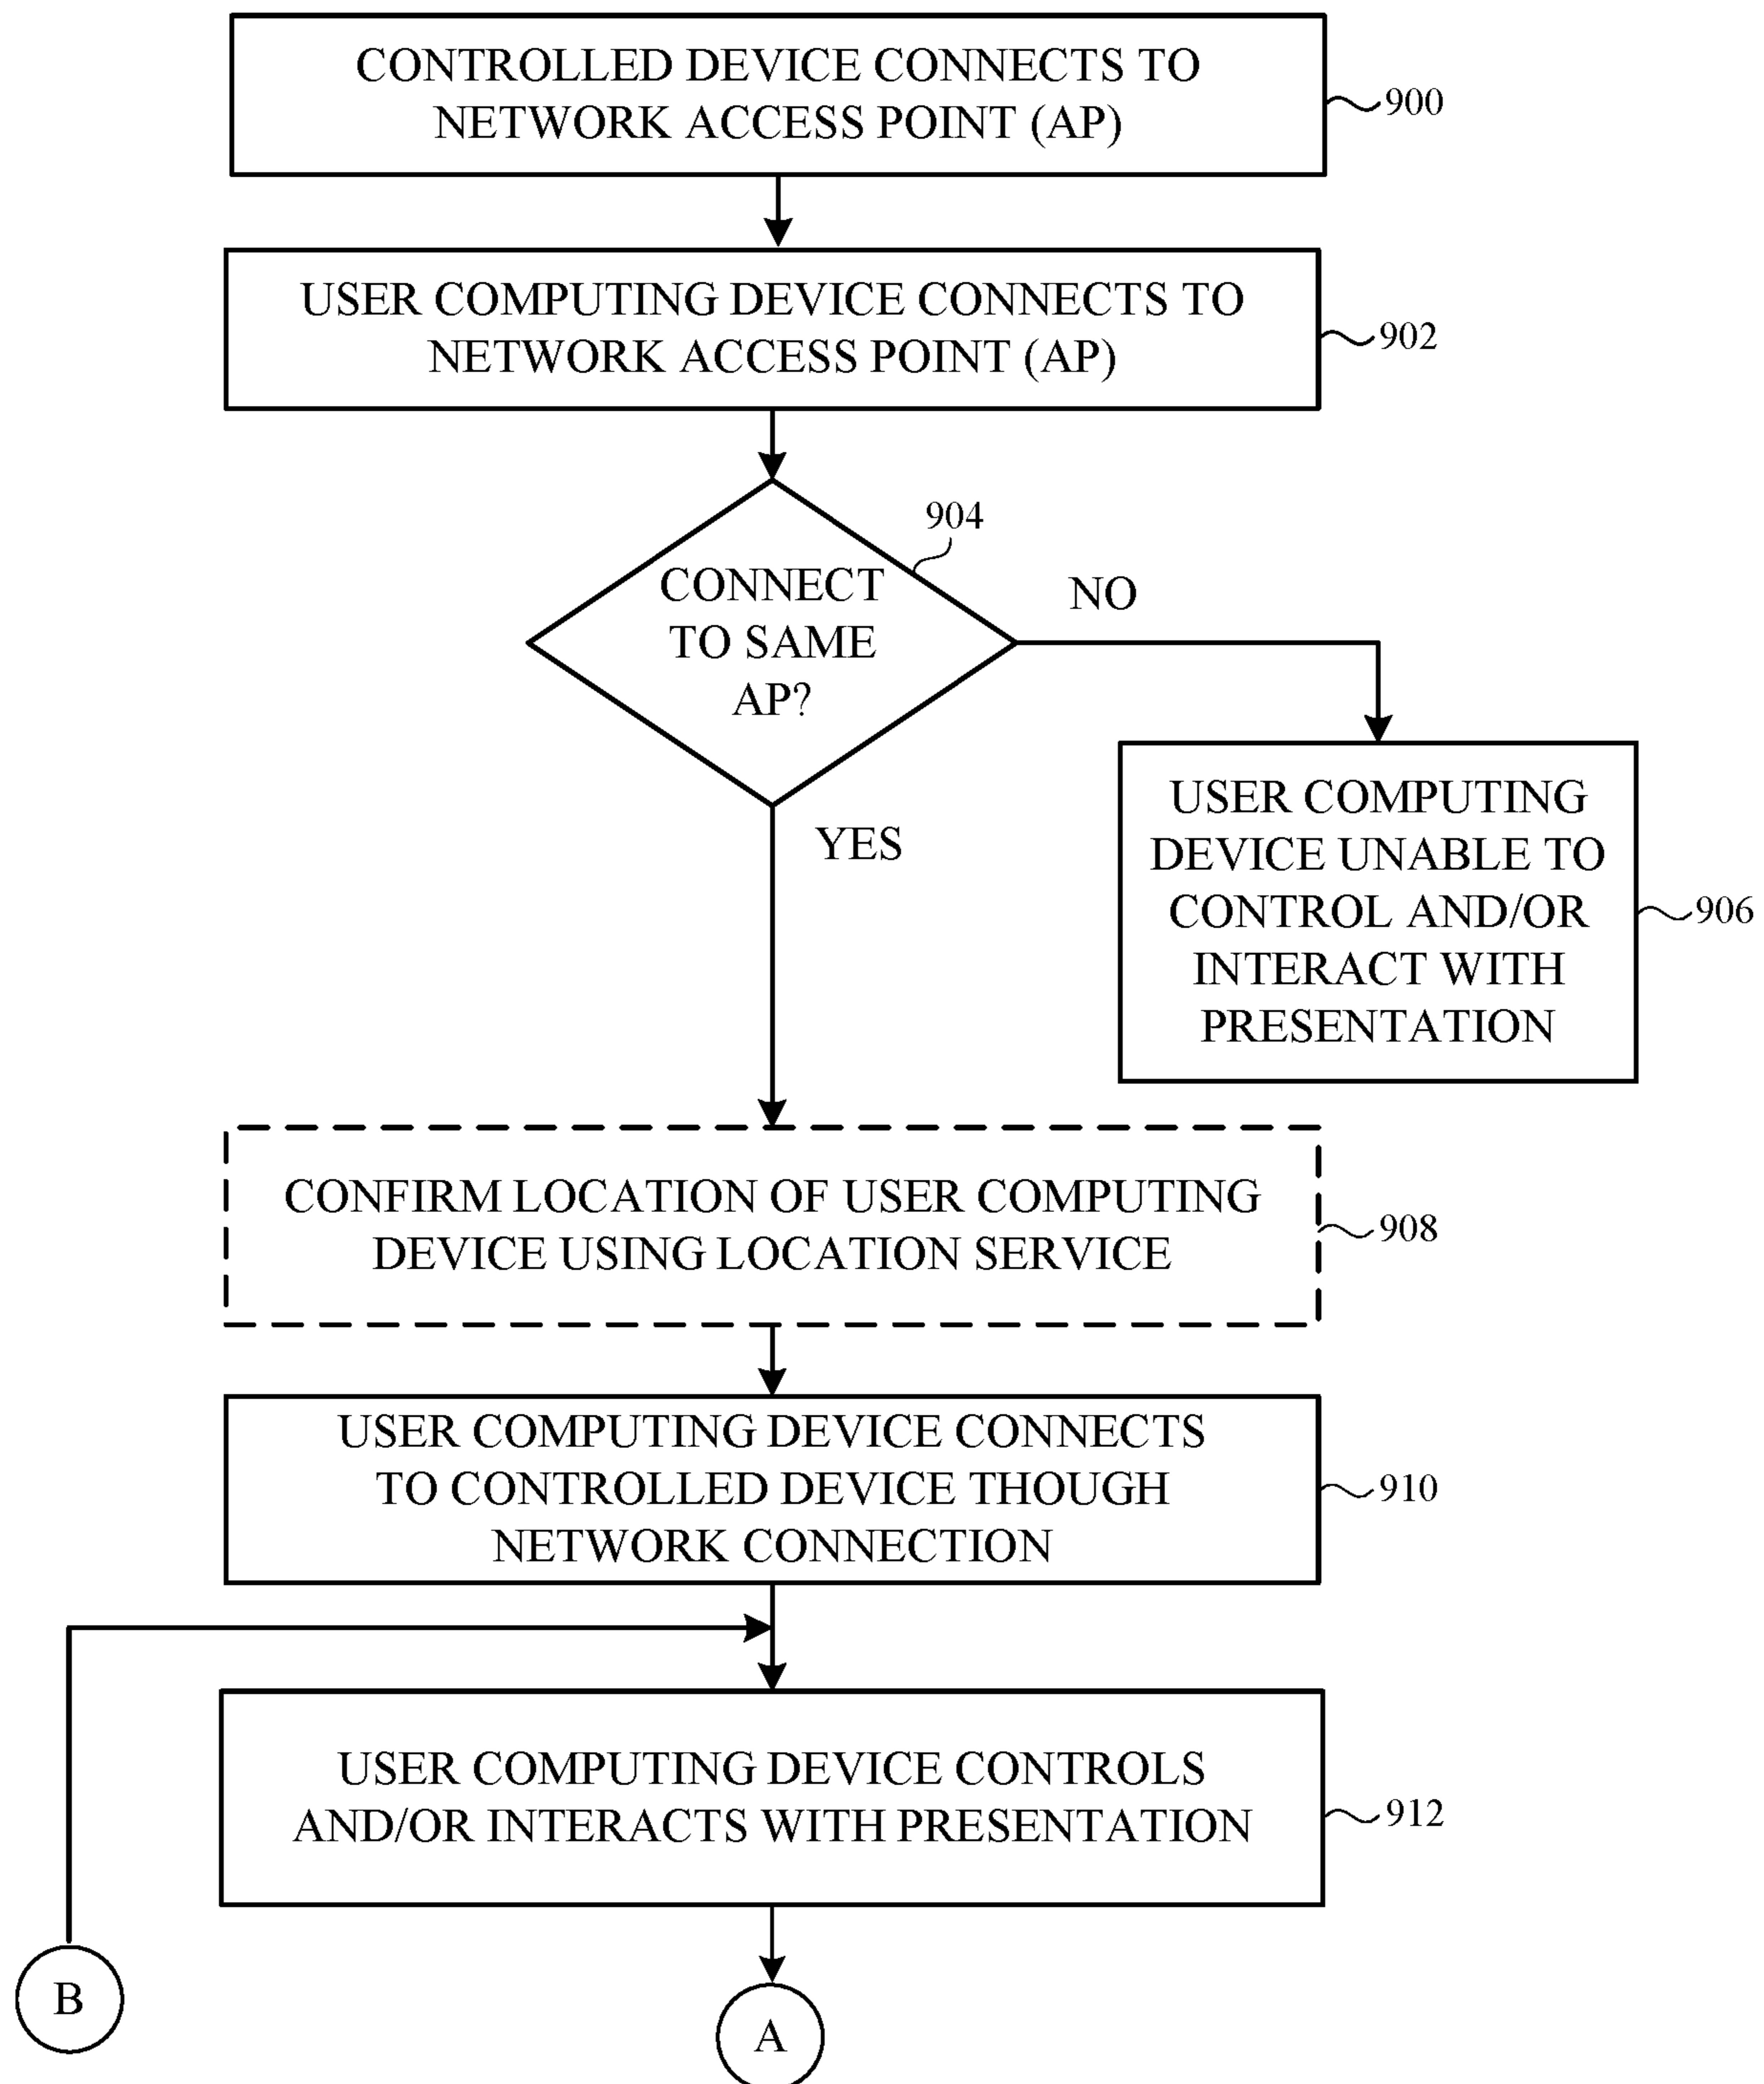 CONTROLLED DEVICE CONNECTS TO
NETWORK ACCESS POINT (AP)
900
USER COMPUTING DEVICE CONNECTS TO
NETWORK ACCESS POINT (AP)
902
904
CONNECT
TO SAME
AP?
NO
YES
USER COMPUTING
DEVICE UNABLE TO
CONTROL AND/OR
INTERACT WITH
PRESENTATION
906
CONFIRM LOCATION OF USER COMPUTING
DEVICE USING LOCATION SERVICE
908
USER COMPUTING DEVICE CONNECTS
TO CONTROLLED DEVICE THOUGH
NETWORK CONNECTION
910
USER COMPUTING DEVICE CONTROLS
AND/OR INTERACTS WITH PRESENTATION
912
B
A